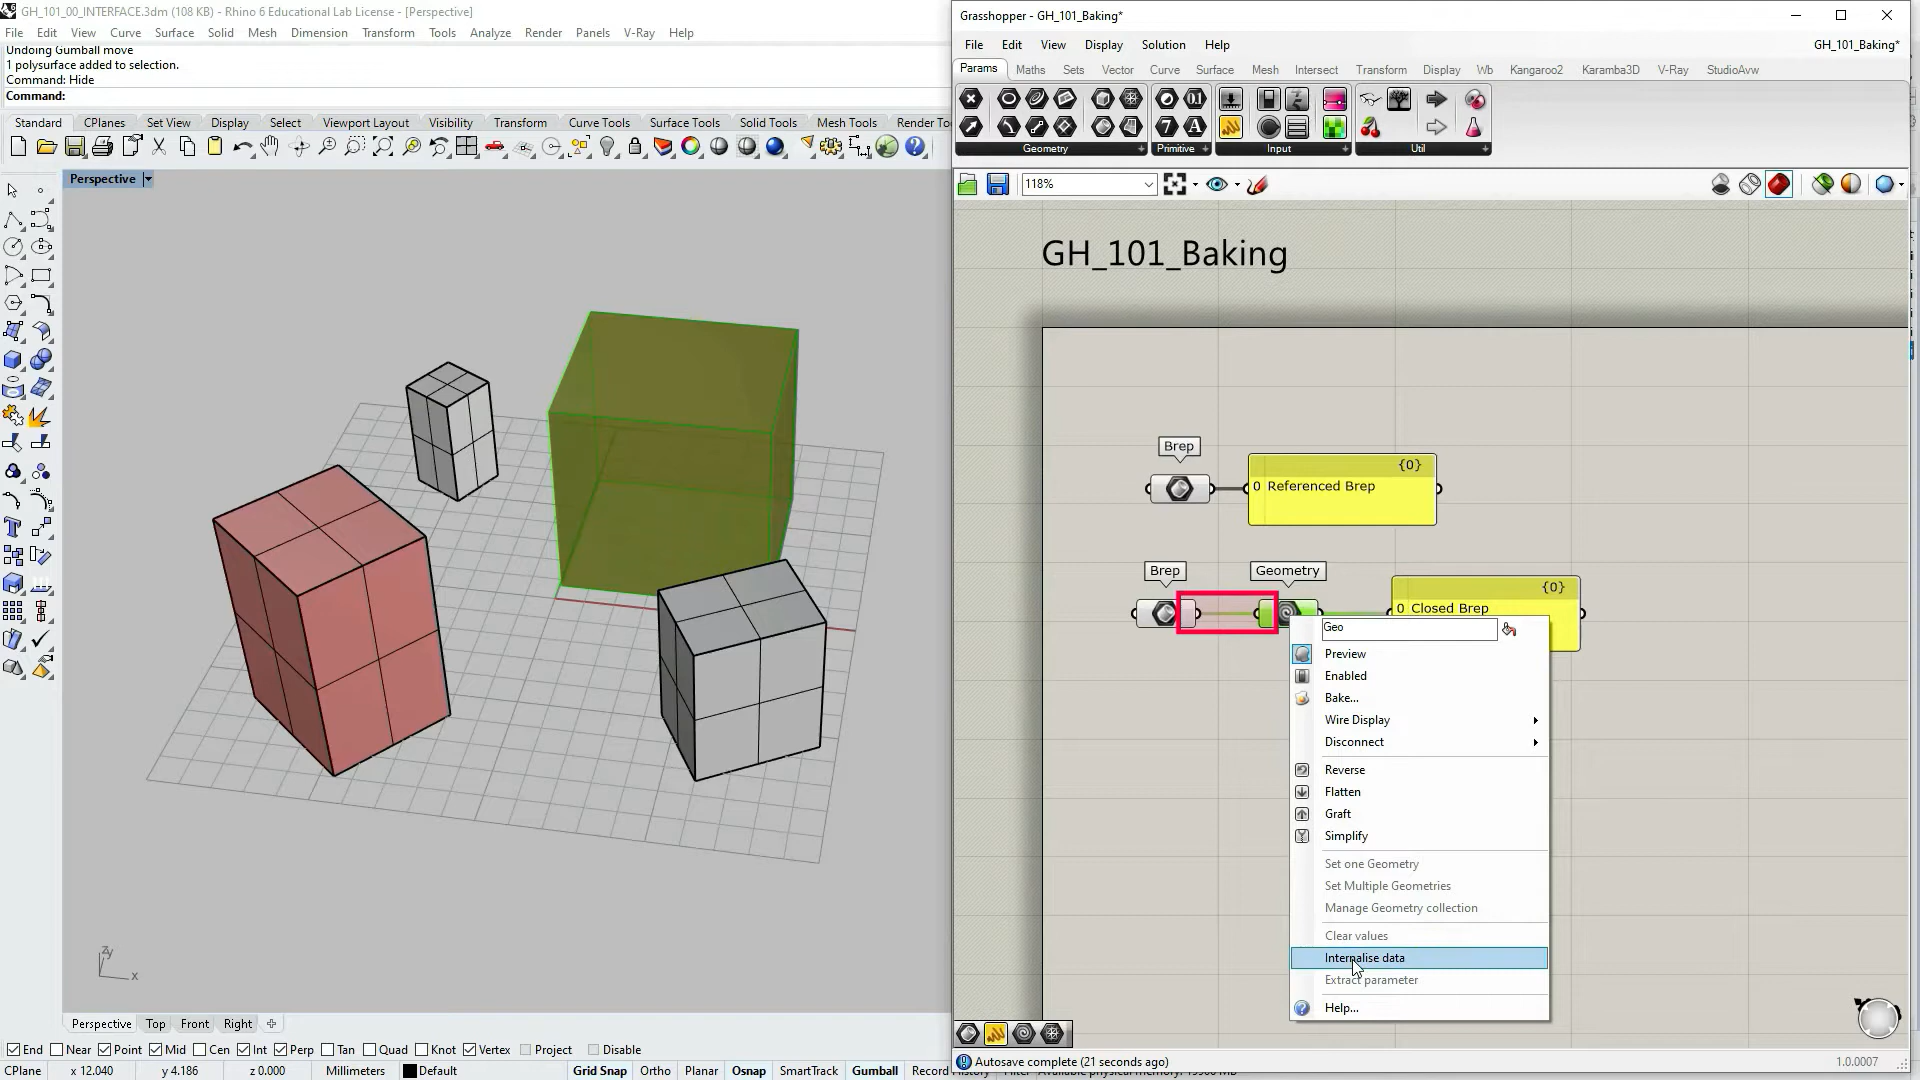 GH_101_00_INTERFACE.3dm (108 KB) - Rhino 6 Educational Lab License - [Perspective]
File Edit View Curve Surface Solid Mesh Dimension Transform Tools Analyze Render Panels V-Ray Help
Undoing Gumball move
1 polysurface added to selection.
Command: Hide
Command:
Standard CPlanes Set View Display Select Viewport Layout Visibility Transform Curve Tools Surface Tools Solid Tools Mesh Tools Render To
Perspective
z
y
x
Perspective Top Front Right
End Near Point Mid Cen Int Perp Tan Quad Knot Vertex Project Disable
CPlane x 12.040 y 4.186 z 0.000 Millimeters Default Grid Snap Ortho Planar Osnap SmartTrack Gumball Record
Grasshopper - GH_101_Baking*
File Edit View Display Solution Help GH_101_Baking*
Params Maths Sets Vector Curve Surface Mesh Intersect Transform Display Wb Kangaroo2 Karamba3D V-Ray StudioAvw
Geometry Primitive Input Util
118%
GH_101_Baking
Brep
{0}
0 Referenced Brep
Brep Geometry
{0}
0 Closed Brep
Geo
Preview
Enabled
Bake...
Wire Display
Disconnect
Reverse
Flatten
Graft
Simplify
Set one Geometry
Set Multiple Geometries
Manage Geometry collection
Clear values
Internalise data
Extract parameter
Help...
Autosave complete (21 seconds ago) 1.0.0007